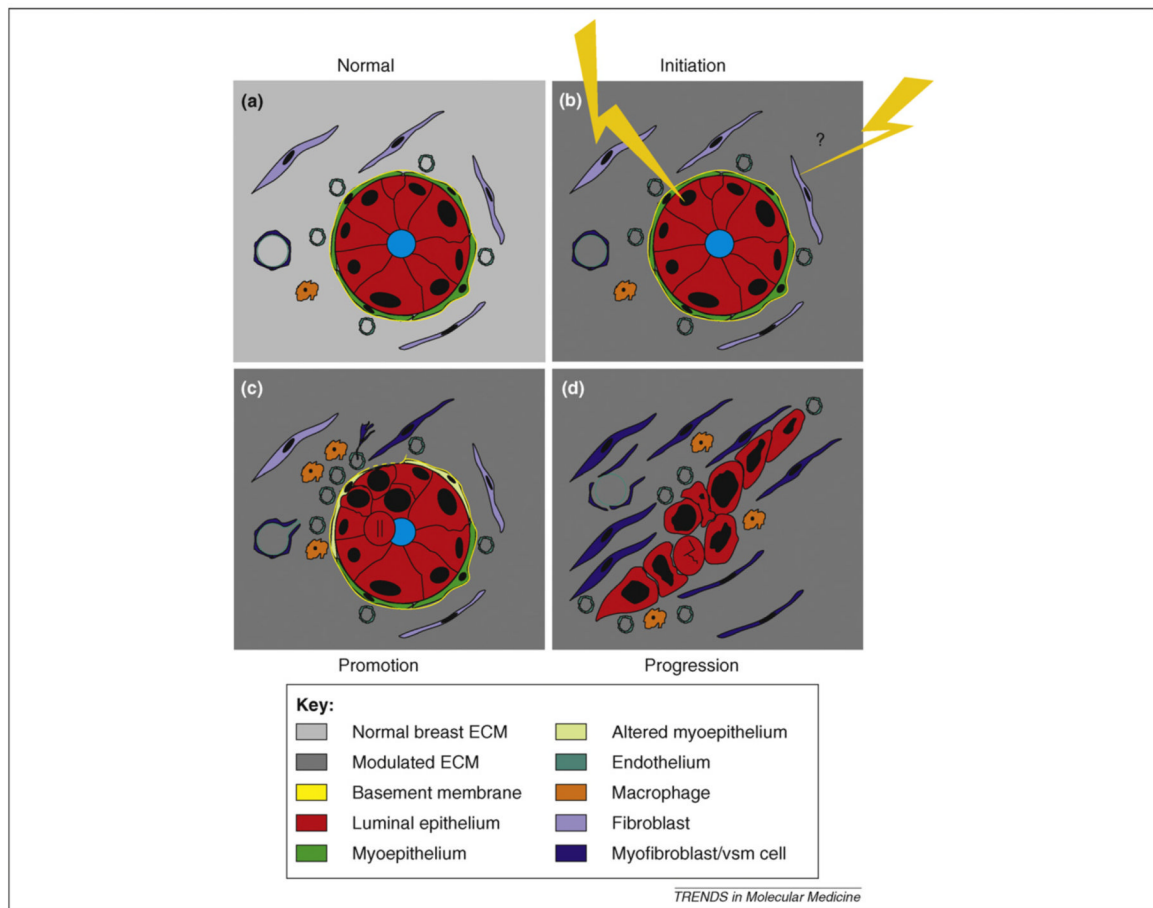 Normal
Initiation
(a)
(b)
?
(c)
(d)
Promotion
Progression
Key:
Normal breast ECM
Modulated ECM
Basement membrane
Luminal epithelium
Myoepithelium
Altered myoepithelium
Endothelium
Macrophage
Fibroblast
Myofibroblast/vsm cell
TRENDS in Molecular Medicine